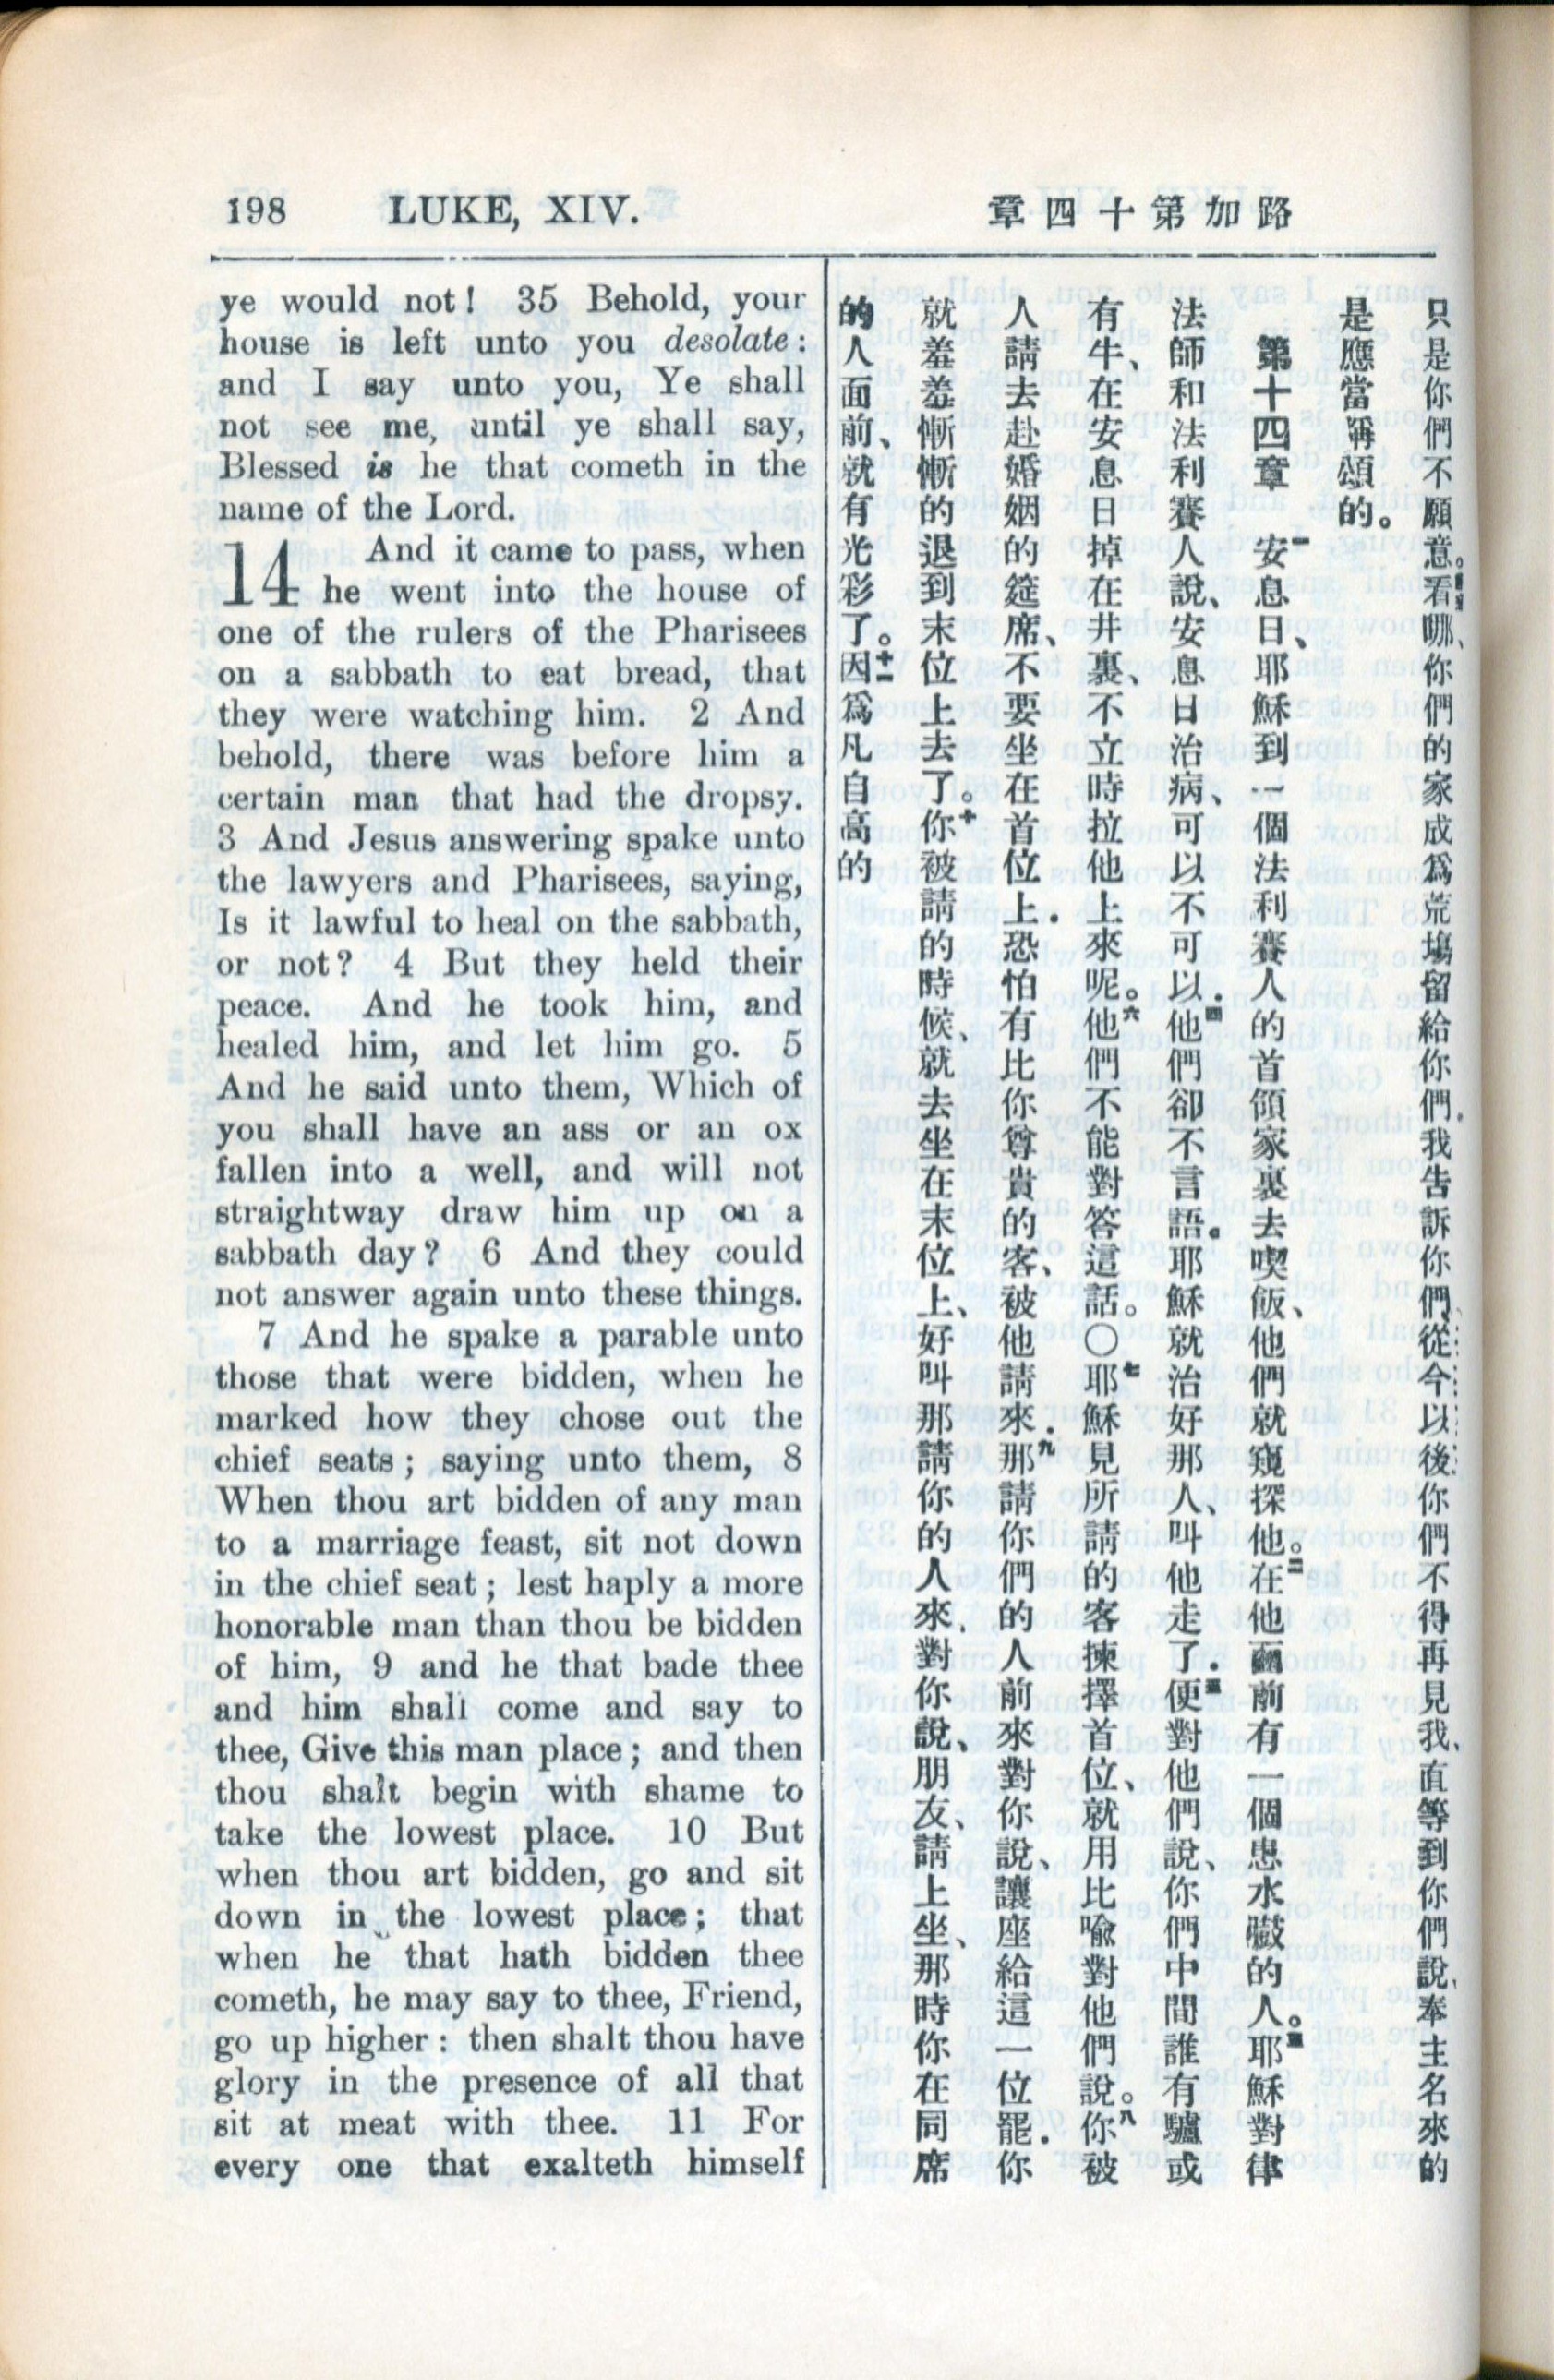 198 LUKE, XIV.
路加第十四章
ye would not! 35 Behold, your
house is left unto you desolate:
and I say unto you, Ye shall
not see me, until ye shall say,
Blessed is he that cometh in the
name of the Lord.
14 And it came to pass, when
he went into the house of
one of the rulers of the Pharisees
on a sabbath to eat bread, that
they were watching him. 2 And
behold, there was before him a
certain man that had the dropsy.
3 And Jesus answering spake unto
the lawyers and Pharisees, saying,
Is it lawful to heal on the sabbath,
or not? 4 But they held their
peace. And he took him, and
healed him, and let him go. 5
And he said unto them, Which of
you shall have an ass or an ox
fallen into a well, and will not
straightway draw him up on a
sabbath day? 6 And they could
not answer again unto these things.
7 And he spake a parable unto
those that were bidden, when he
marked how they chose out the
chief seats; saying unto them, 8
When thou art bidden of any man
to a marriage feast, sit not down
in the chief seat; lest haply a more
honorable man than thou be bidden
of him, 9 and he that bade thee
and him shall come and say to
thee, Give this man place; and then
thou shalt begin with shame to
take the lowest place. 10 But
when thou art bidden, go and sit
down in the lowest place; that
when he that hath bidden thee
cometh, he may say to thee, Friend,
go up higher: then shalt thou have
glory in the presence of all that
sit at meat with thee. 11 For
every one that exalteth himself
只是你們不願意。看哪、你們的家成爲荒場留給你們．我告訴你們、從今以後你們不得再見我、直等到你們說、奉主名來的
是應當稱頌的。
第十四章 一安息日、耶穌到一個法利賽人的首領家裏去喫飯、他們就窺探他。二在他面前有一個患水臌的人。三耶穌對律
法師和法利賽人說、安息日治病、可以不可以．四他們卻不言語。耶穌就治好那人、叫他走了．五便對他們說、你們中間誰有驢或
有牛、在安息日掉在井裏、不立時拉他上來呢。六他們不能對答這話。〇七耶穌見所請的客揀擇首位、就用比喩對他們說。八你被
人請去赴婚姻的筵席、不要坐在首位上．恐怕有比你尊貴的客、被他請來．九那請你們的人前來對你說、讓座給這一位罷．你
就羞羞慚慚的退到末位上去了。十你被請的時候、就去坐在末位上、好叫那請你的人來、對你說、朋友、請上坐、那時你在同席
的人面前、就有光彩了。十一因爲凡自高的